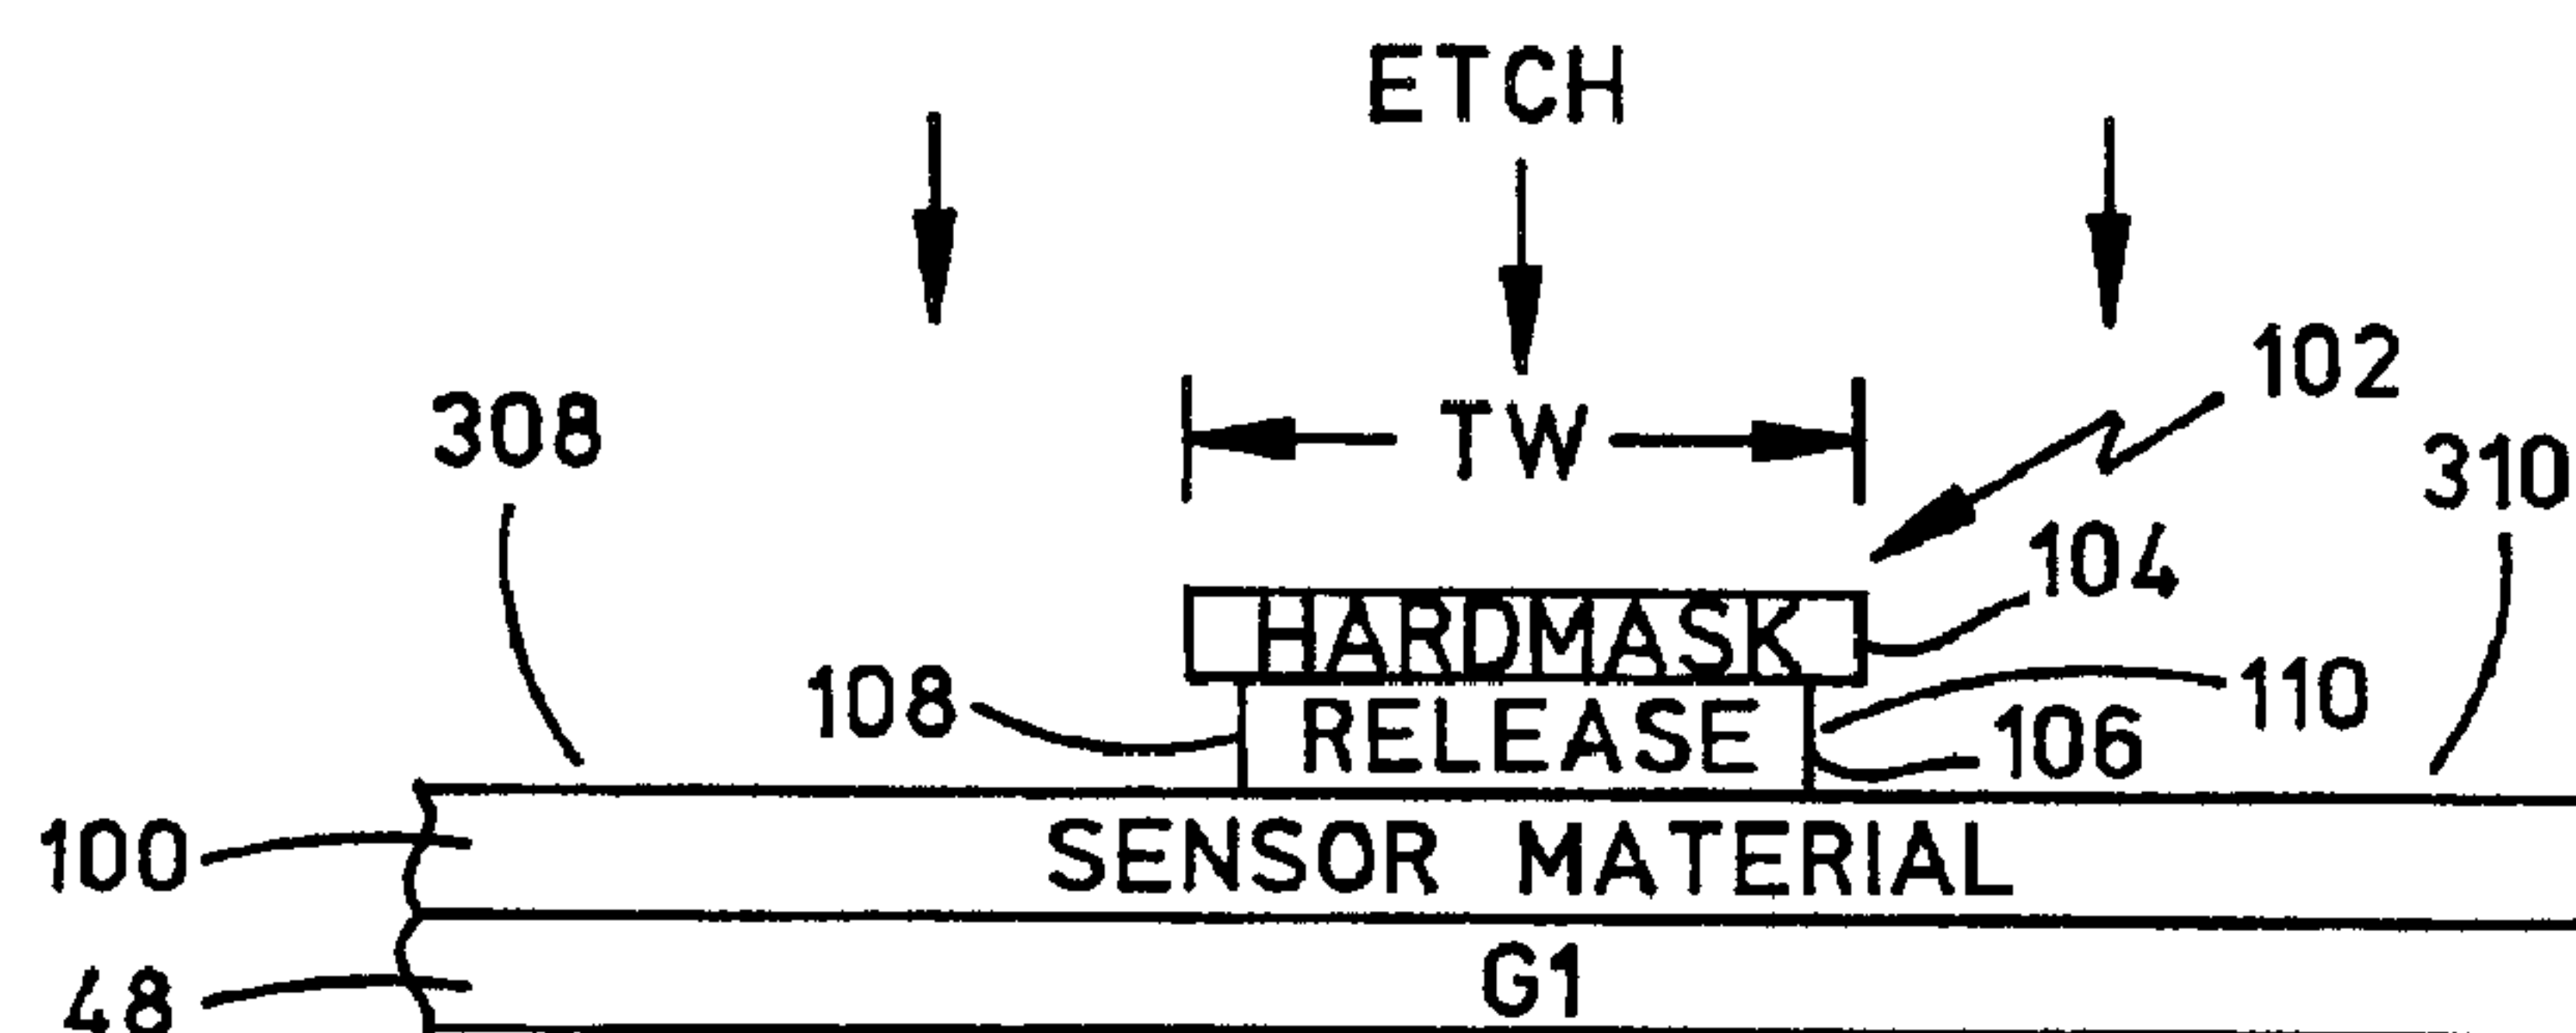 ETCH
102
308
TW
310
104
HARDMASK
108
RELEASE
110
106
100
SENSOR MATERIAL
G1
48